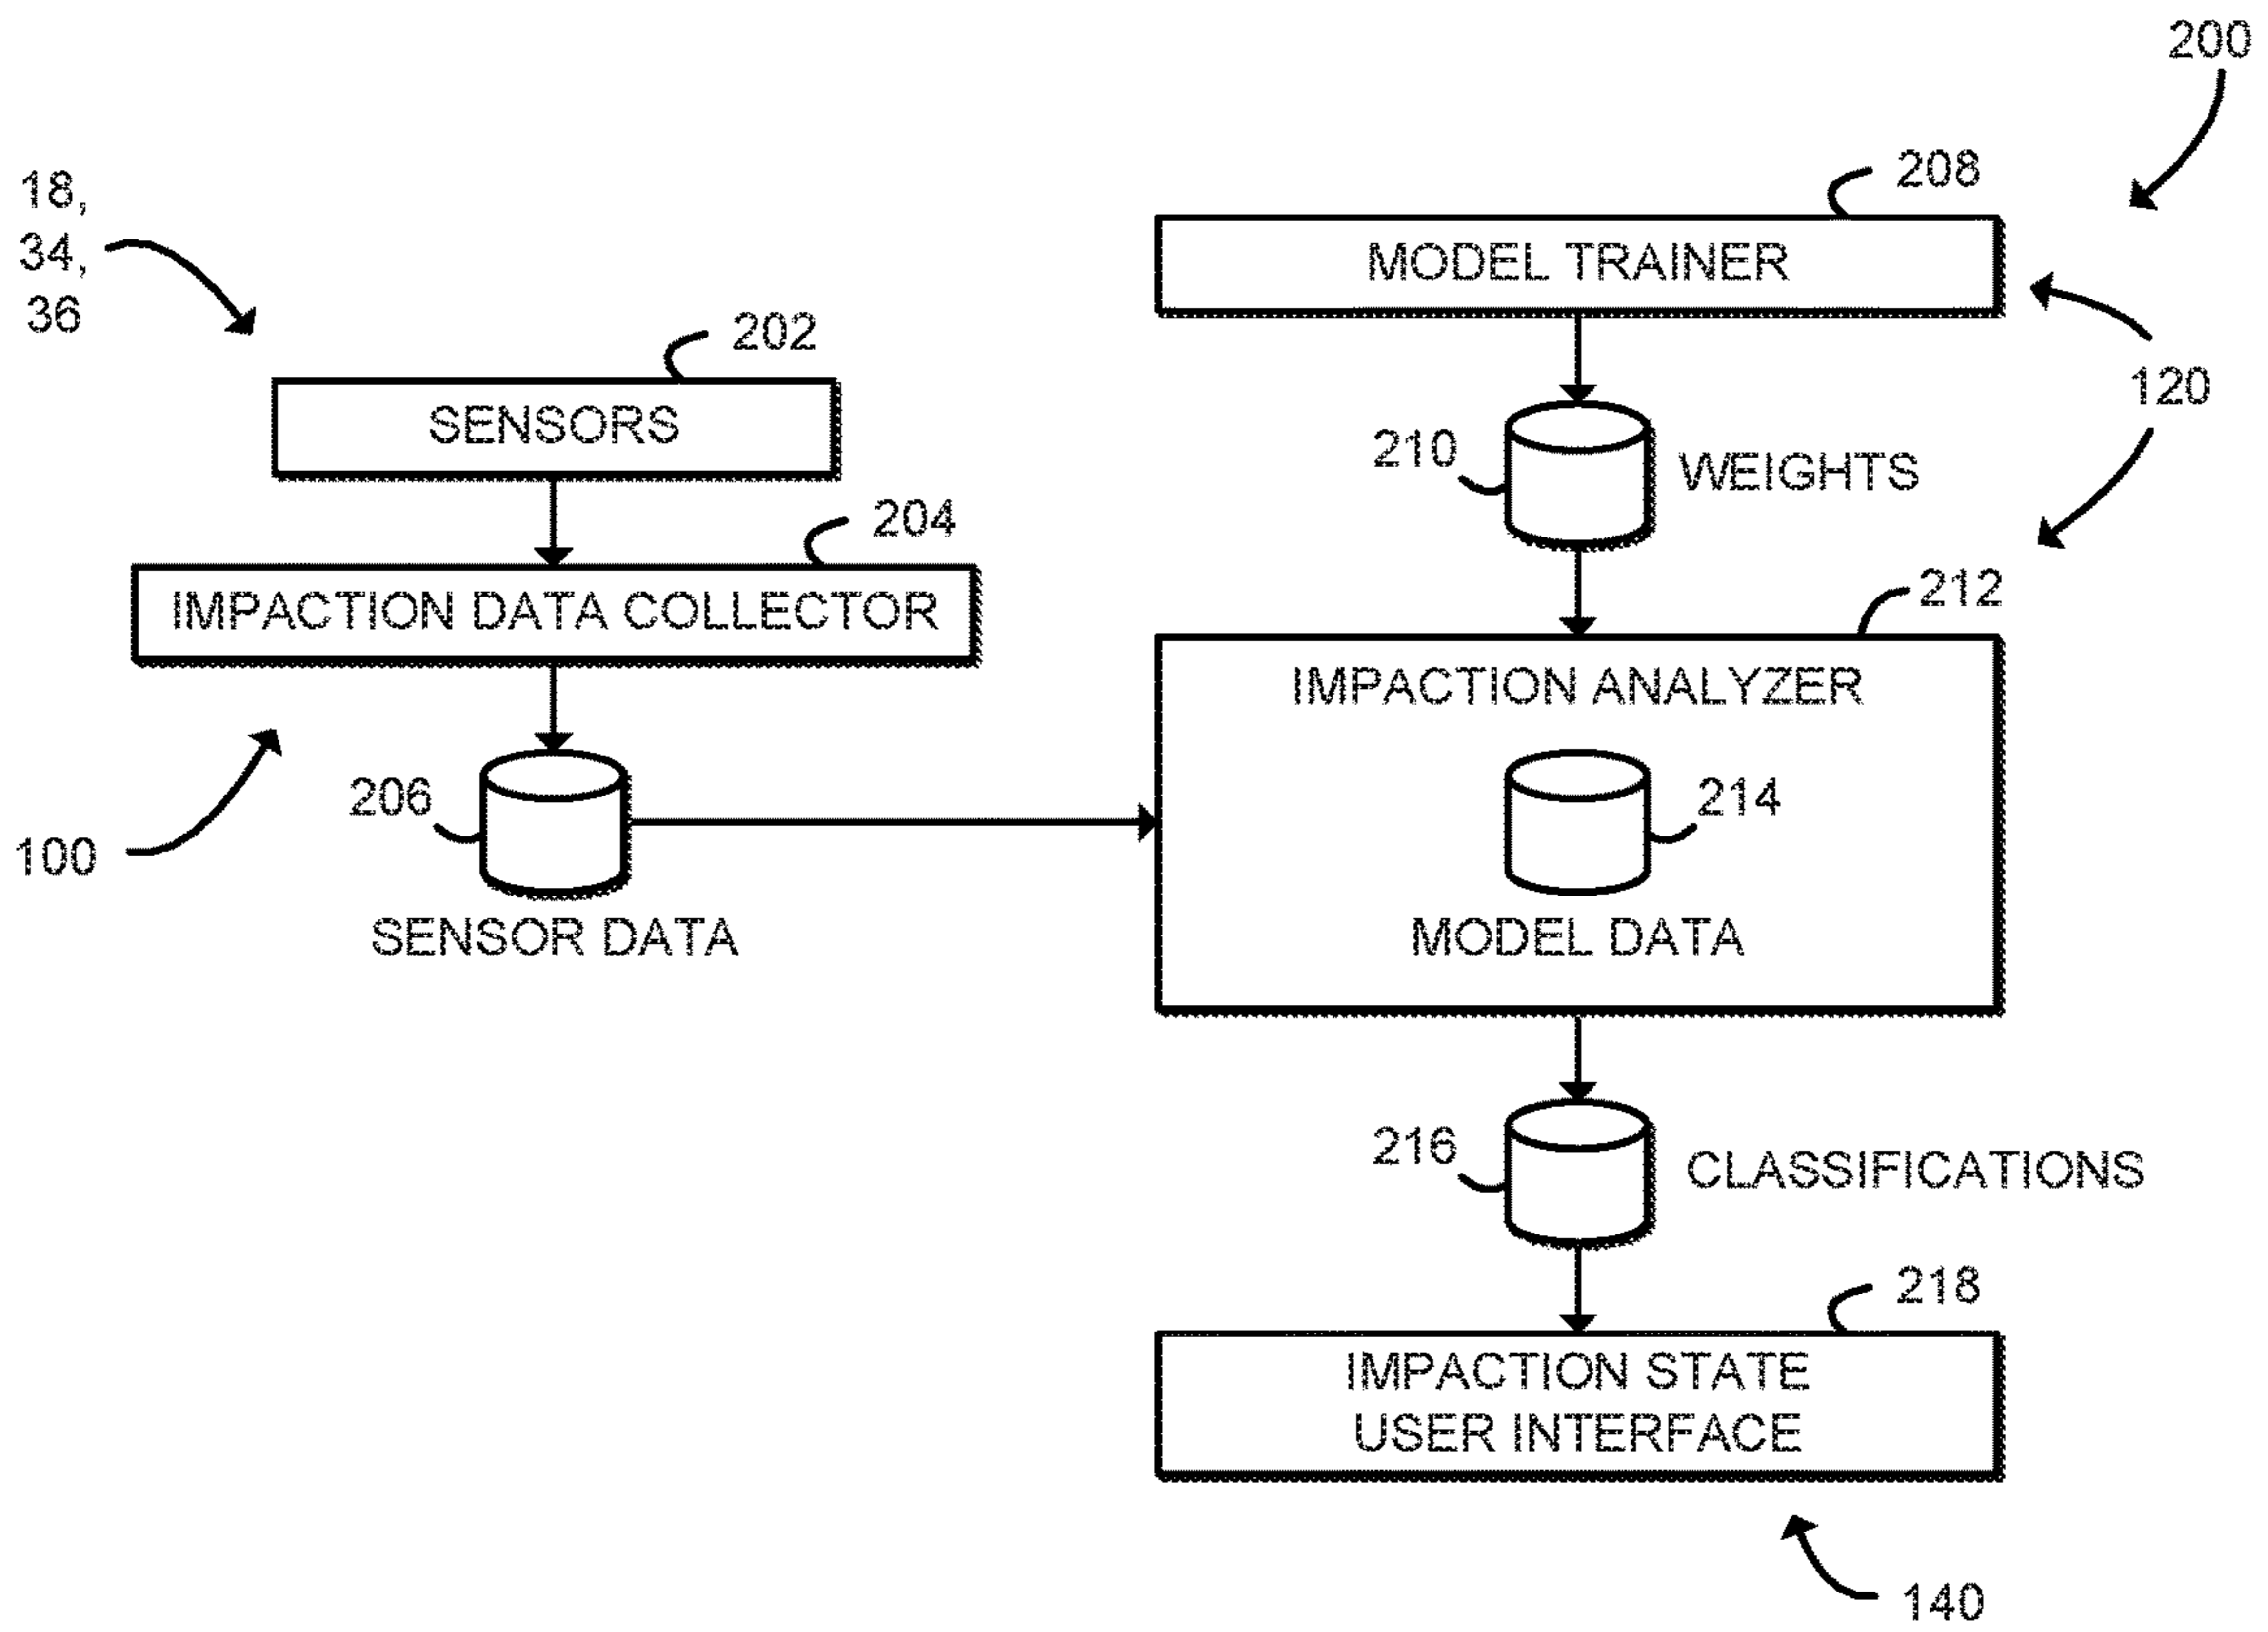 200
18,
34,
36
208
MODEL TRAINER
202
SENSORS
120
210
WEIGHTS
204
IMPACTION DATA COLLECTOR
212
IMPACTION ANALYZER
206
214
100
SENSOR DATA
MODEL DATA
216
CLASSIFICATIONS
218
IMPACTION STATE
USER INTERFACE
140